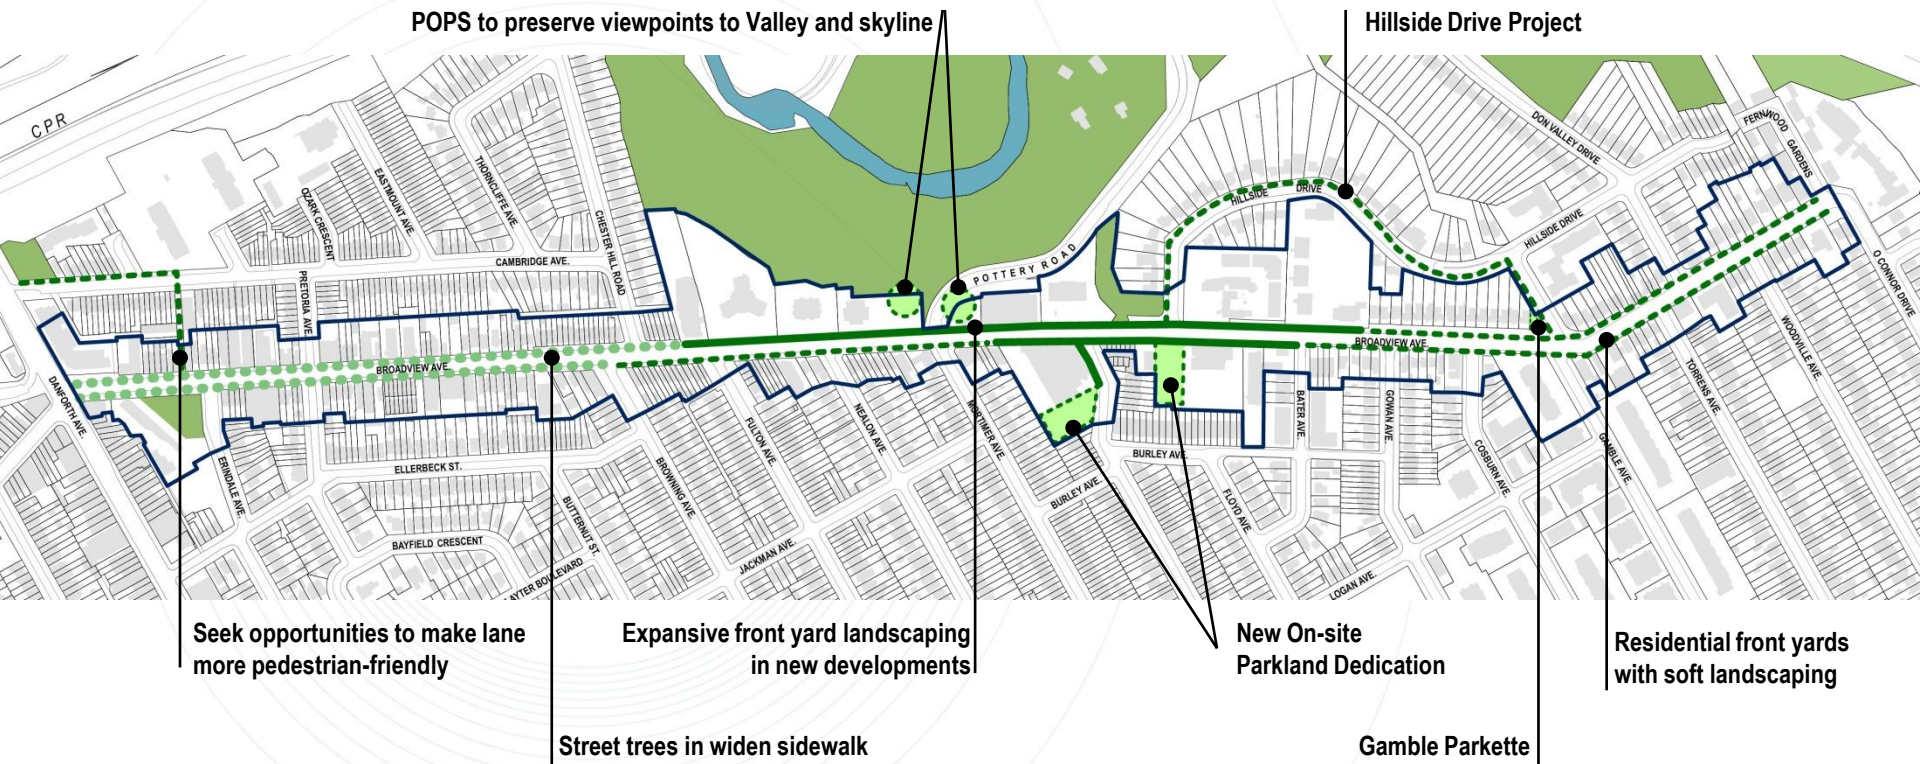 POPS to preserve viewpoints to Valley and skyline
Hillside Drive Project
CPR
THORNCLIFFE AVE.
EASTMOUNT AVE.
OZARK CRESCENT
CHESTER HILL ROAD
CAMBRIDGE AVE.
PRETORIA AVE.
POTTERY ROAD
HILLSIDE DRIVE
DON VALLEY DRIVE
FERNWOOD GARDENS
HILLSIDE DRIVE
O CONNOR DRIVE
BROADVIEW AVE.
BROADVIEW AVE.
DANFORTH AVE.
ERINDALE AVE.
ELLERBECK ST.
BAYFIELD CRESCENT
BUTTERNUT ST.
BROWNING AVE.
FULTON AVE.
NEALON AVE.
MORTIMER AVE.
JACKMAN AVE.
BURLEY AVE.
BURLEY AVE.
FLOYD AVE.
BATER AVE.
GOWAN AVE.
COSBURN AVE.
GAMBLE AVE.
TORRENS AVE.
WOODVILLE AVE.
LOGAN AVE.
AYTER BOULEVARD
Seek opportunities to make lane
more pedestrian-friendly
Expansive front yard landscaping
in new developments
New On-site
Parkland Dedication
Residential front yards
with soft landscaping
Street trees in widen sidewalk
Gamble Parkette